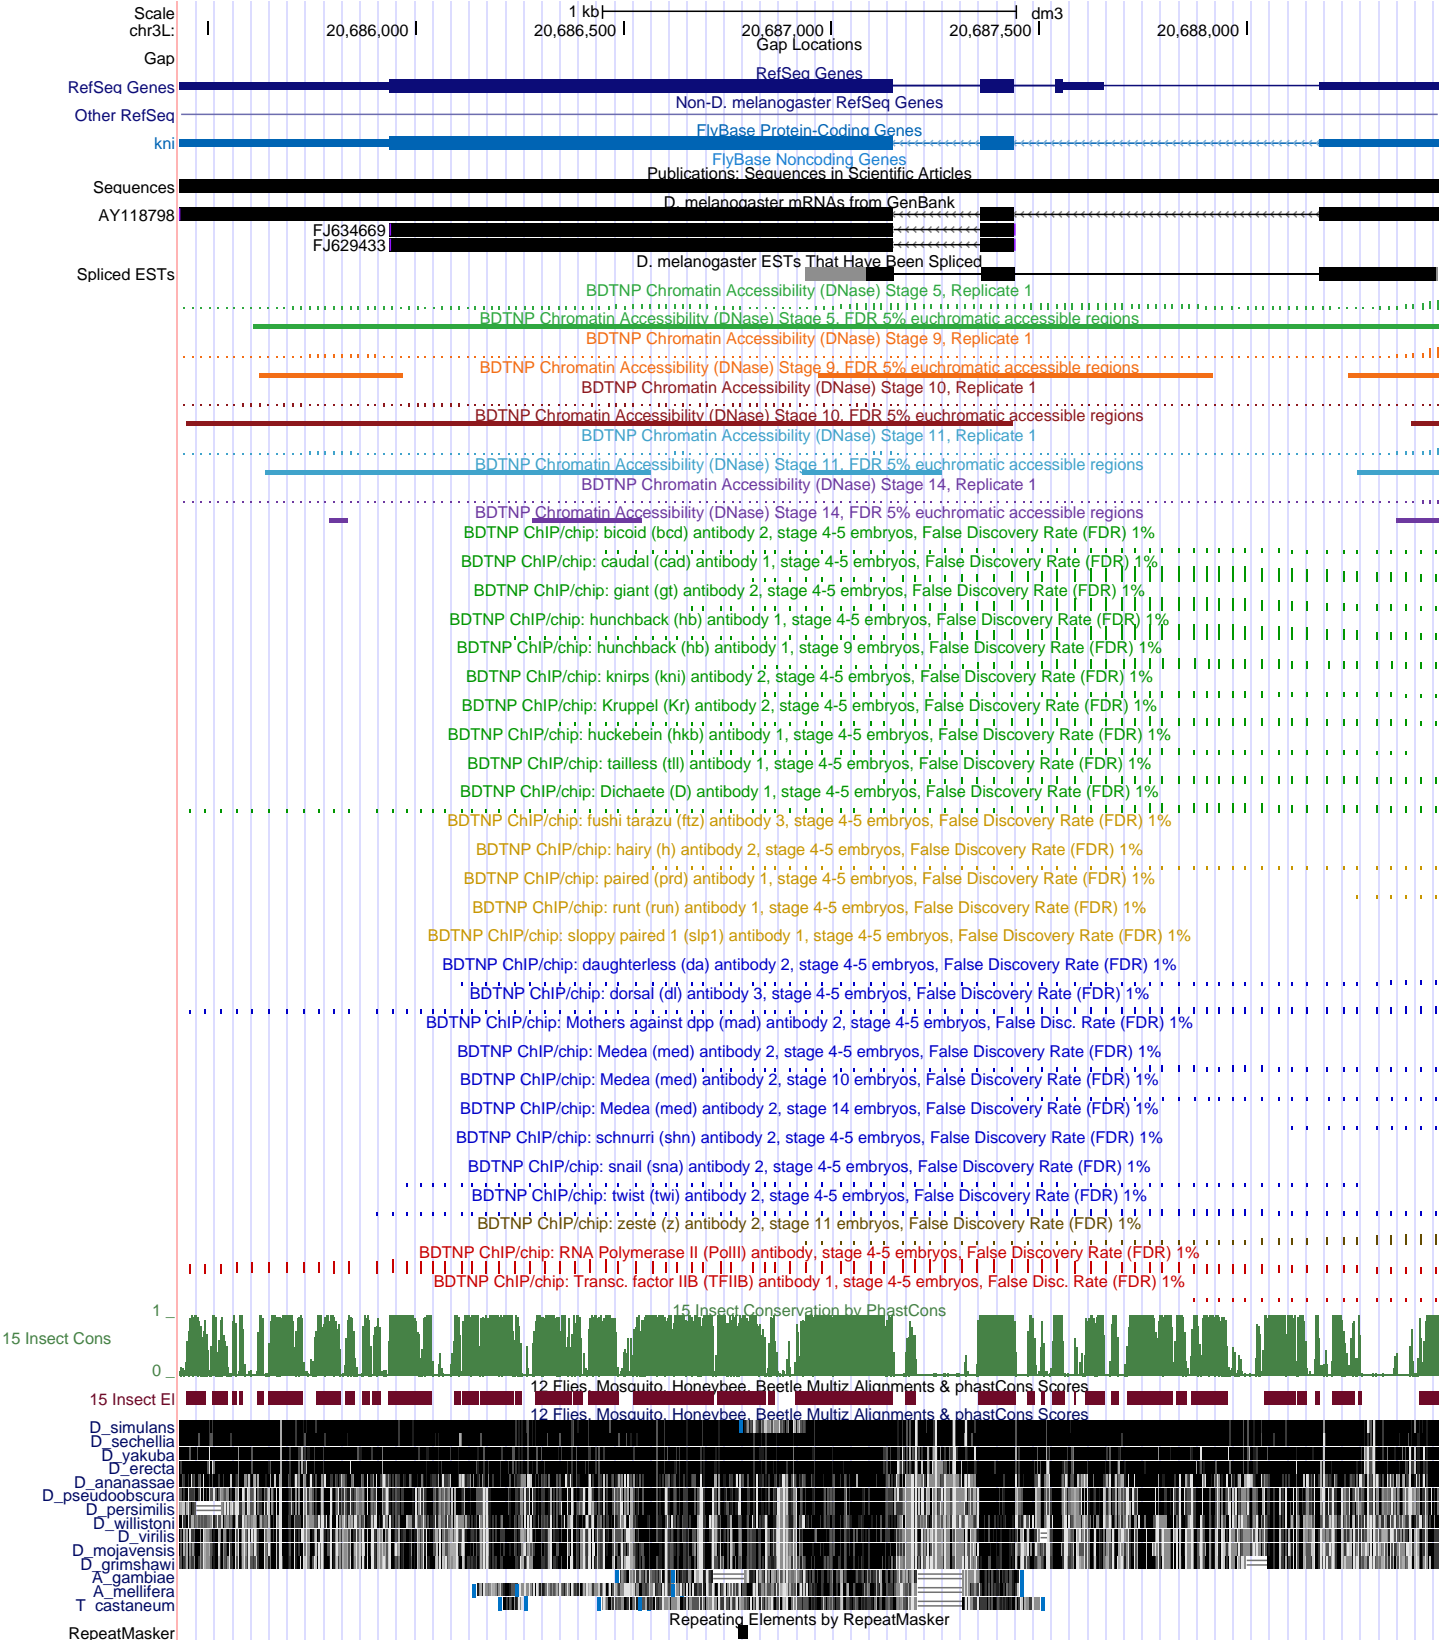 Scale 1 kb dm3
chr3L: 20,686,000 20,686,500 20,687,000 20,687,500 20,688,000
Gap Locations
Gap
RefSeq Genes
RefSeq Genes
Non-D. melanogaster RefSeq Genes
Other RefSeq
FlyBase Protein-Coding Genes
kni
FlyBase Noncoding Genes
Publications: Sequences in Scientific Articles
Sequences
D. melanogaster mRNAs from GenBank
AY118798
FJ634669
FJ629433
D. melanogaster ESTs That Have Been Spliced
Spliced ESTs
BDTNP Chromatin Accessibility (DNase) Stage 5, Replicate 1
BDTNP Chromatin Accessibility (DNase) Stage 5, FDR 5% euchromatic accessible regions
BDTNP Chromatin Accessibility (DNase) Stage 9, Replicate 1
BDTNP Chromatin Accessibility (DNase) Stage 9, FDR 5% euchromatic accessible regions
BDTNP Chromatin Accessibility (DNase) Stage 10, Replicate 1
BDTNP Chromatin Accessibility (DNase) Stage 10, FDR 5% euchromatic accessible regions
BDTNP Chromatin Accessibility (DNase) Stage 11, Replicate 1
BDTNP Chromatin Accessibility (DNase) Stage 11, FDR 5% euchromatic accessible regions
BDTNP Chromatin Accessibility (DNase) Stage 14, Replicate 1
BDTNP Chromatin Accessibility (DNase) Stage 14, FDR 5% euchromatic accessible regions
BDTNP ChIP/chip: bicoid (bcd) antibody 2, stage 4-5 embryos, False Discovery Rate (FDR) 1%
BDTNP ChIP/chip: caudal (cad) antibody 1, stage 4-5 embryos, False Discovery Rate (FDR) 1%
BDTNP ChIP/chip: giant (gt) antibody 2, stage 4-5 embryos, False Discovery Rate (FDR) 1%
BDTNP ChIP/chip: hunchback (hb) antibody 1, stage 4-5 embryos, False Discovery Rate (FDR) 1%
BDTNP ChIP/chip: hunchback (hb) antibody 1, stage 9 embryos, False Discovery Rate (FDR) 1%
BDTNP ChIP/chip: knirps (kni) antibody 2, stage 4-5 embryos, False Discovery Rate (FDR) 1%
BDTNP ChIP/chip: Kruppel (Kr) antibody 2, stage 4-5 embryos, False Discovery Rate (FDR) 1%
BDTNP ChIP/chip: huckebein (hkb) antibody 1, stage 4-5 embryos, False Discovery Rate (FDR) 1%
BDTNP ChIP/chip: tailless (tll) antibody 1, stage 4-5 embryos, False Discovery Rate (FDR) 1%
BDTNP ChIP/chip: Dichaete (D) antibody 1, stage 4-5 embryos, False Discovery Rate (FDR) 1%
BDTNP ChIP/chip: fushi tarazu (ftz) antibody 3, stage 4-5 embryos, False Discovery Rate (FDR) 1%
BDTNP ChIP/chip: hairy (h) antibody 2, stage 4-5 embryos, False Discovery Rate (FDR) 1%
BDTNP ChIP/chip: paired (prd) antibody 1, stage 4-5 embryos, False Discovery Rate (FDR) 1%
BDTNP ChIP/chip: runt (run) antibody 1, stage 4-5 embryos, False Discovery Rate (FDR) 1%
BDTNP ChIP/chip: sloppy paired 1 (slp1) antibody 1, stage 4-5 embryos, False Discovery Rate (FDR) 1%
BDTNP ChIP/chip: daughterless (da) antibody 2, stage 4-5 embryos, False Discovery Rate (FDR) 1%
BDTNP ChIP/chip: dorsal (dl) antibody 3, stage 4-5 embryos, False Discovery Rate (FDR) 1%
BDTNP ChIP/chip: Mothers against dpp (mad) antibody 2, stage 4-5 embryos, False Disc. Rate (FDR) 1%
BDTNP ChIP/chip: Medea (med) antibody 2, stage 4-5 embryos, False Discovery Rate (FDR) 1%
BDTNP ChIP/chip: Medea (med) antibody 2, stage 10 embryos, False Discovery Rate (FDR) 1%
BDTNP ChIP/chip: Medea (med) antibody 2, stage 14 embryos, False Discovery Rate (FDR) 1%
BDTNP ChIP/chip: schnurri (shn) antibody 2, stage 4-5 embryos, False Discovery Rate (FDR) 1%
BDTNP ChIP/chip: snail (sna) antibody 2, stage 4-5 embryos, False Discovery Rate (FDR) 1%
BDTNP ChIP/chip: twist (twi) antibody 2, stage 4-5 embryos, False Discovery Rate (FDR) 1%
BDTNP ChIP/chip: zeste (z) antibody 2, stage 11 embryos, False Discovery Rate (FDR) 1%
BDTNP ChIP/chip: RNA Polymerase II (PolII) antibody, stage 4-5 embryos, False Discovery Rate (FDR) 1%
BDTNP ChIP/chip: Transc. factor IIB (TFIIB) antibody 1, stage 4-5 embryos, False Disc. Rate (FDR) 1%
15 Insect Conservation by PhastCons
1 _
15 Insect Cons
0 _
12 Flies, Mosquito, Honeybee, Beetle Multiz Alignments & phastCons Scores
15 Insect El
12 Flies, Mosquito, Honeybee, Beetle Multiz Alignments & phastCons Scores
D_simulans
D_sechellia
D_yakuba
D_erecta
D_ananassae
D_pseudoobscura
D_persimilis
D_willistoni
D_virilis
D_mojavensis
D_grimshawi
A_gambiae
A_mellifera
T_castaneum
Repeating Elements by RepeatMasker
RepeatMasker